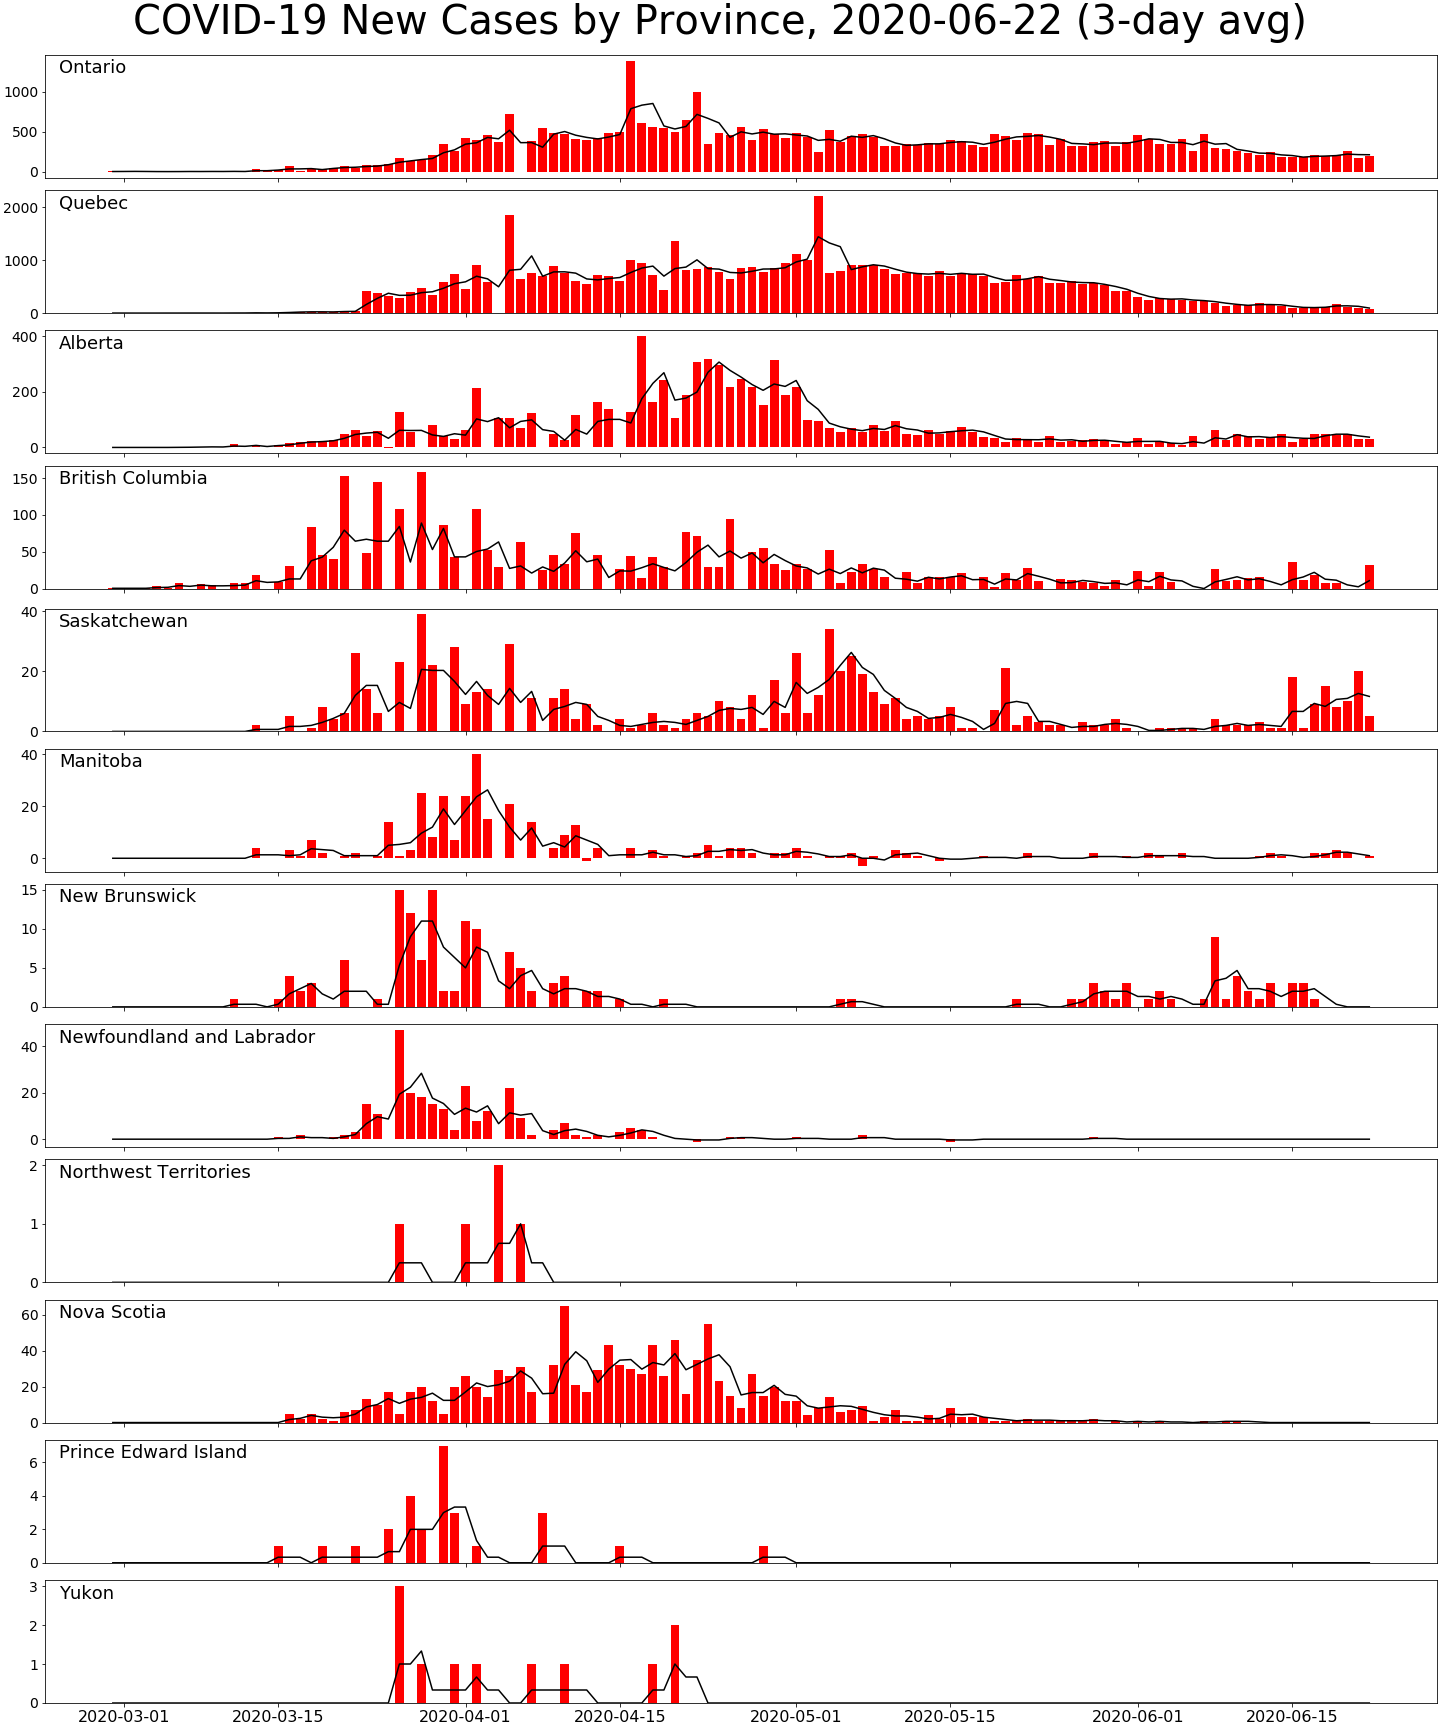 COVID-19 New Cases by Province, 2020-06-22 (3-day avg)
Ontario
1000
500
0
Quebec
2000
1000
0
Alberta
400
200
0
British Columbia
150
100
50
0
Saskatchewan
40
20
0
Manitoba
40
20
0
New Brunswick
15
10
5
0
Newfoundland and Labrador
40
20
0
Northwest Territories
2
1
0
Nova Scotia
60
40
20
0
Prince Edward Island
6
4
2
0
Yukon
3
2
1
0
2020-03-01 2020-03-15 2020-04-01 2020-04-15 2020-05-01 2020-05-15 2020-06-01 2020-06-15